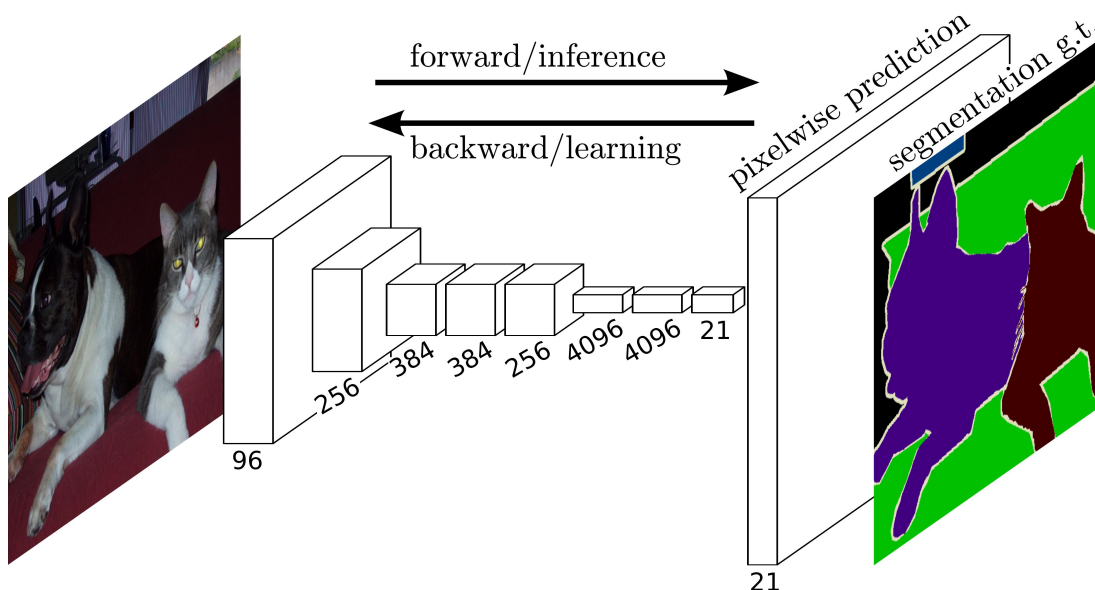 forward/inference
backward/learning
pixelwise prediction
segmentation g.t.
96
256
384
384
256
4096
4096
21
21